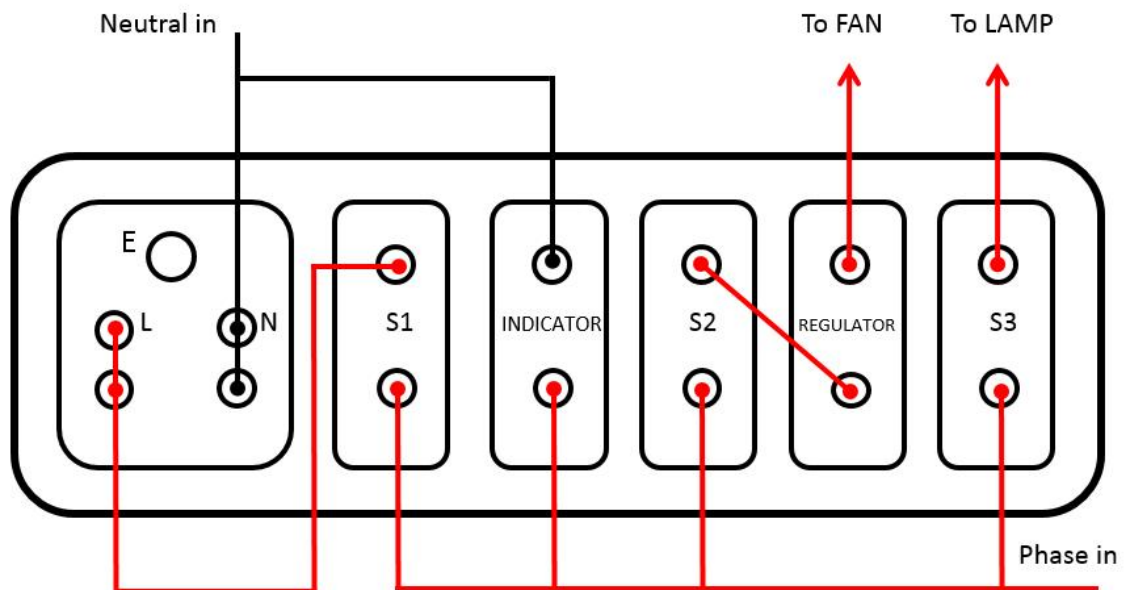 Neutral in
To FAN
To LAMP
E
L
N
S1
INDICATOR
S2
REGULATOR
S3
Phase in